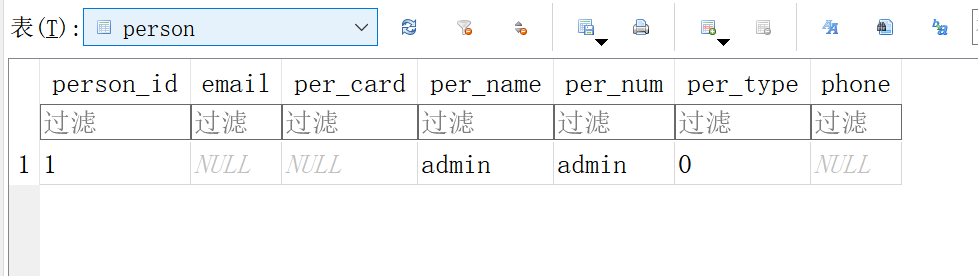 表(T): person
person_id email per_card per_name per_num per_type phone
过滤 过滤 过滤 过滤 过滤 过滤 过滤
1 1 NULL NULL admin admin 0 NULL